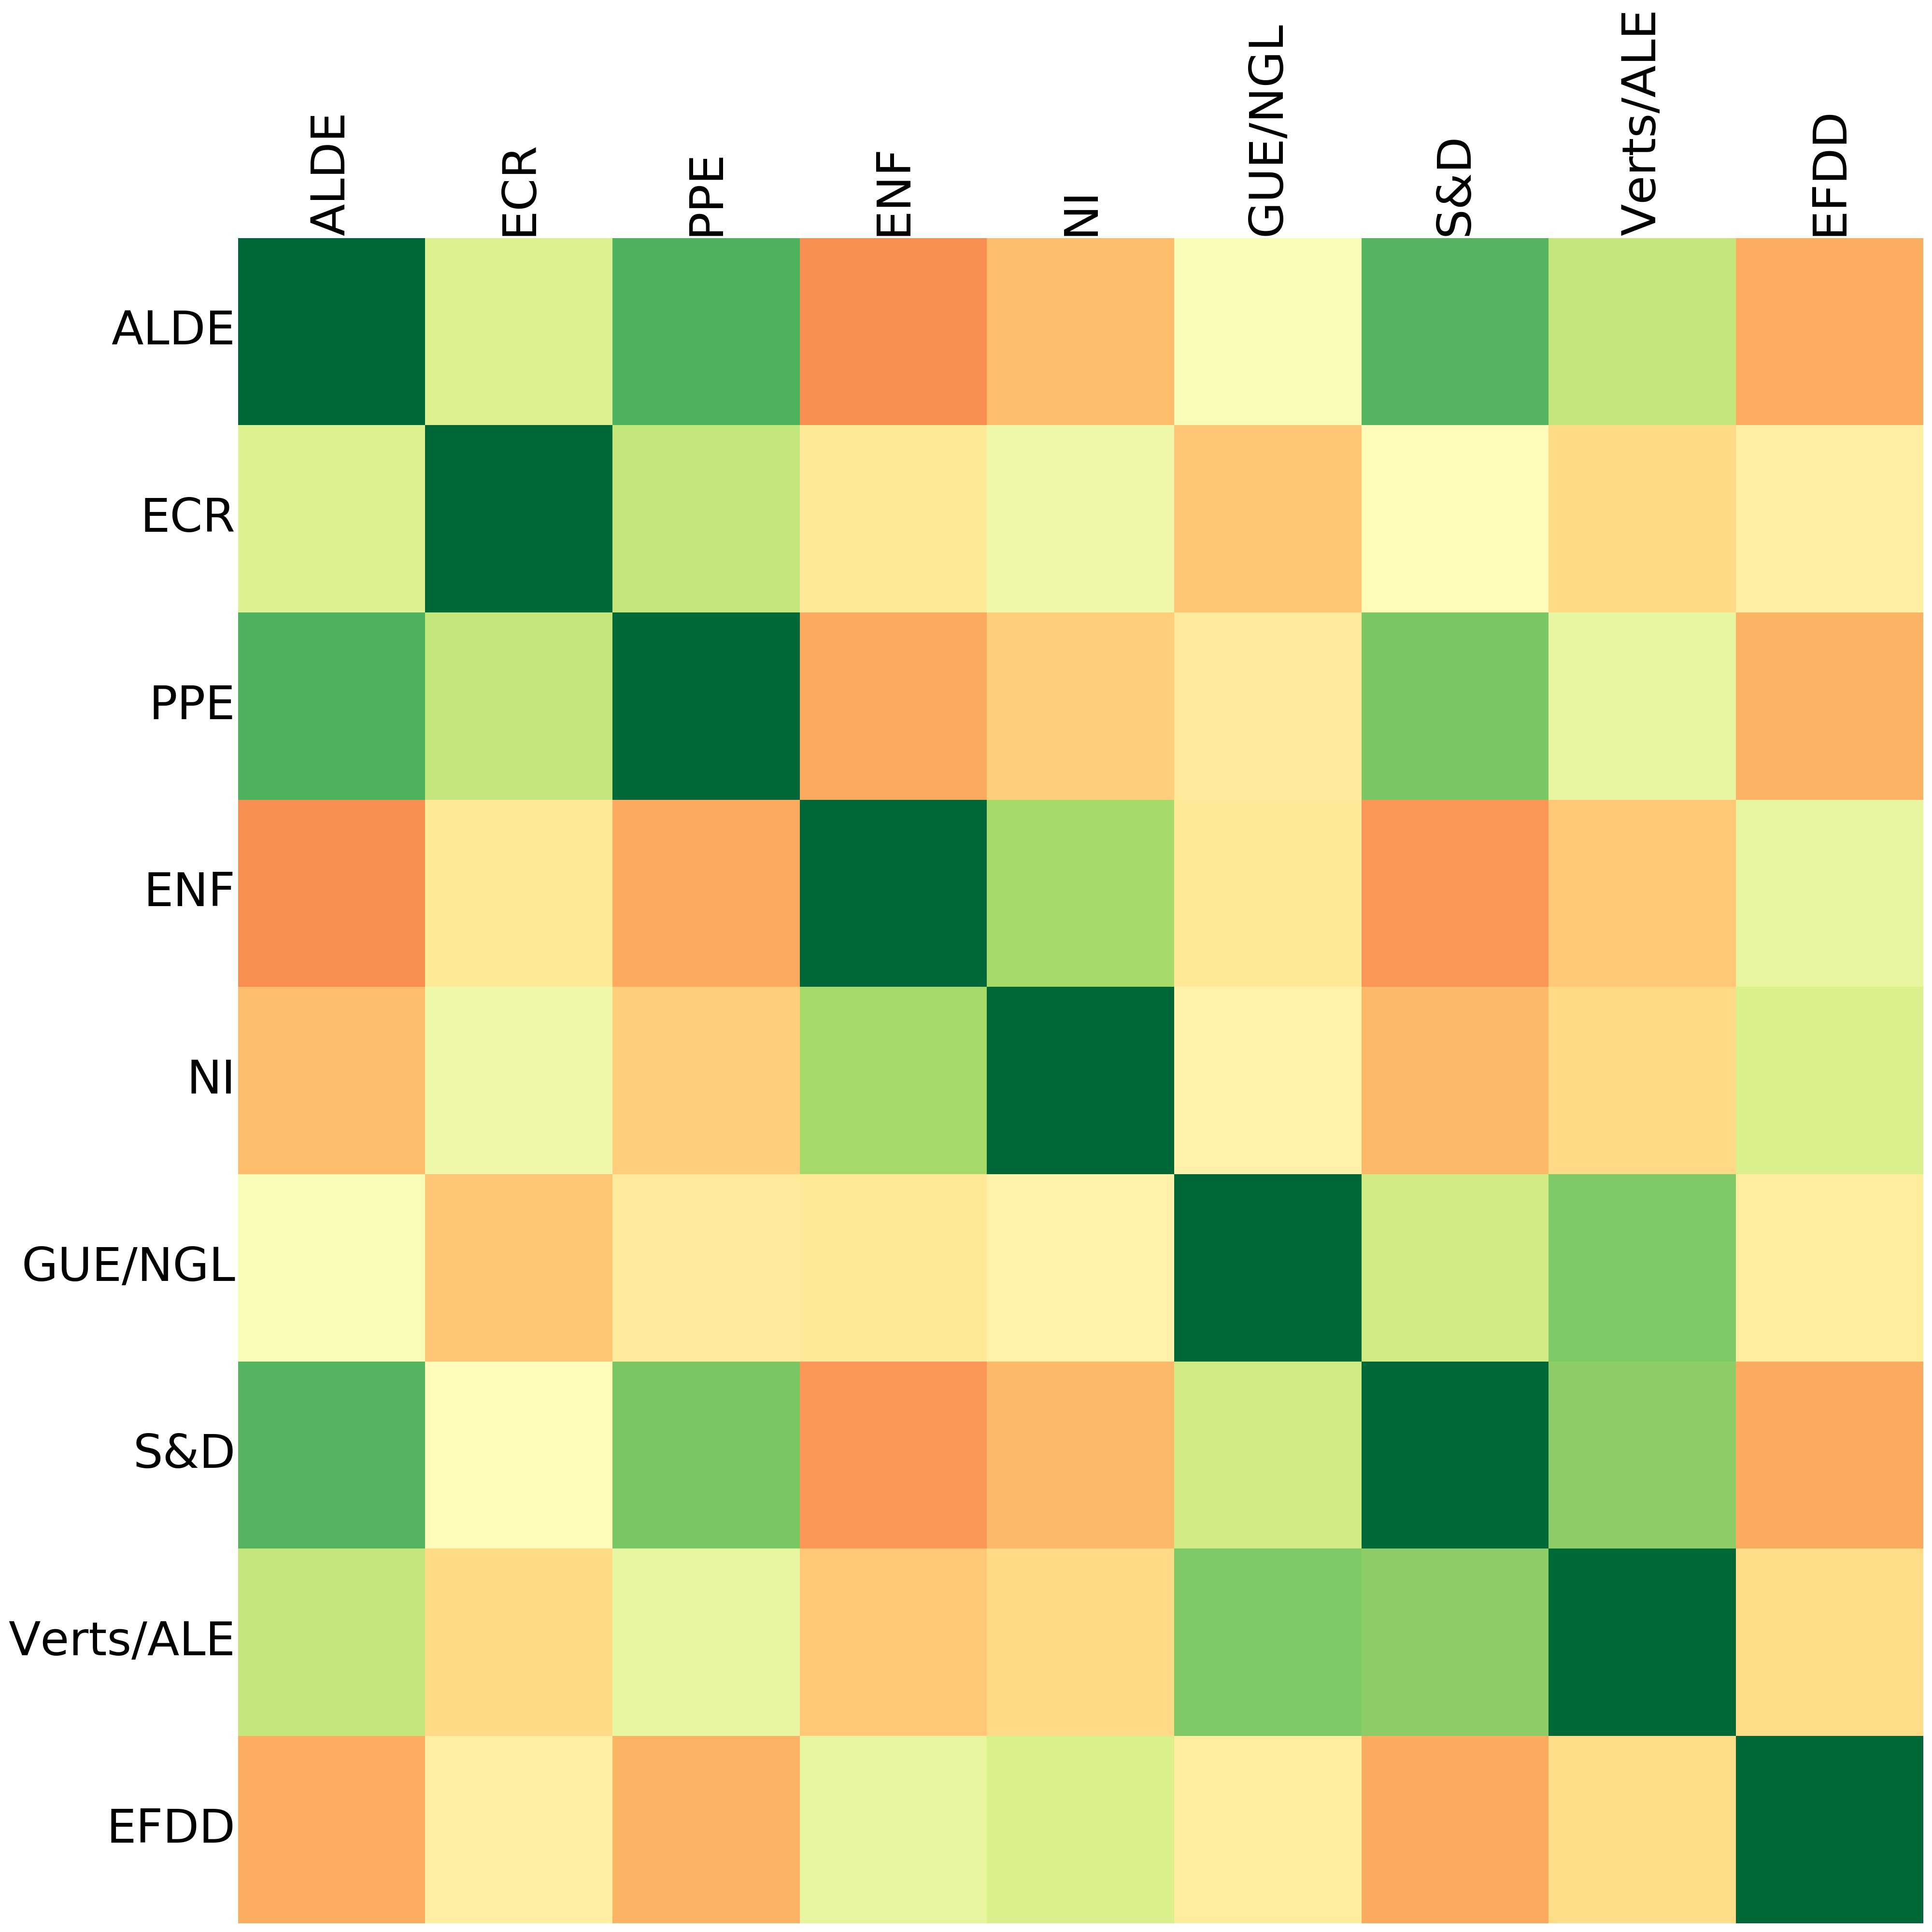 ALDE
ECR
PPE
ENF
NI
GUE/NGL
S&D
Verts/ALE
EFDD
ALDE
ECR
PPE
ENF
NI
GUE/NGL
S&D
Verts/ALE
EFDD